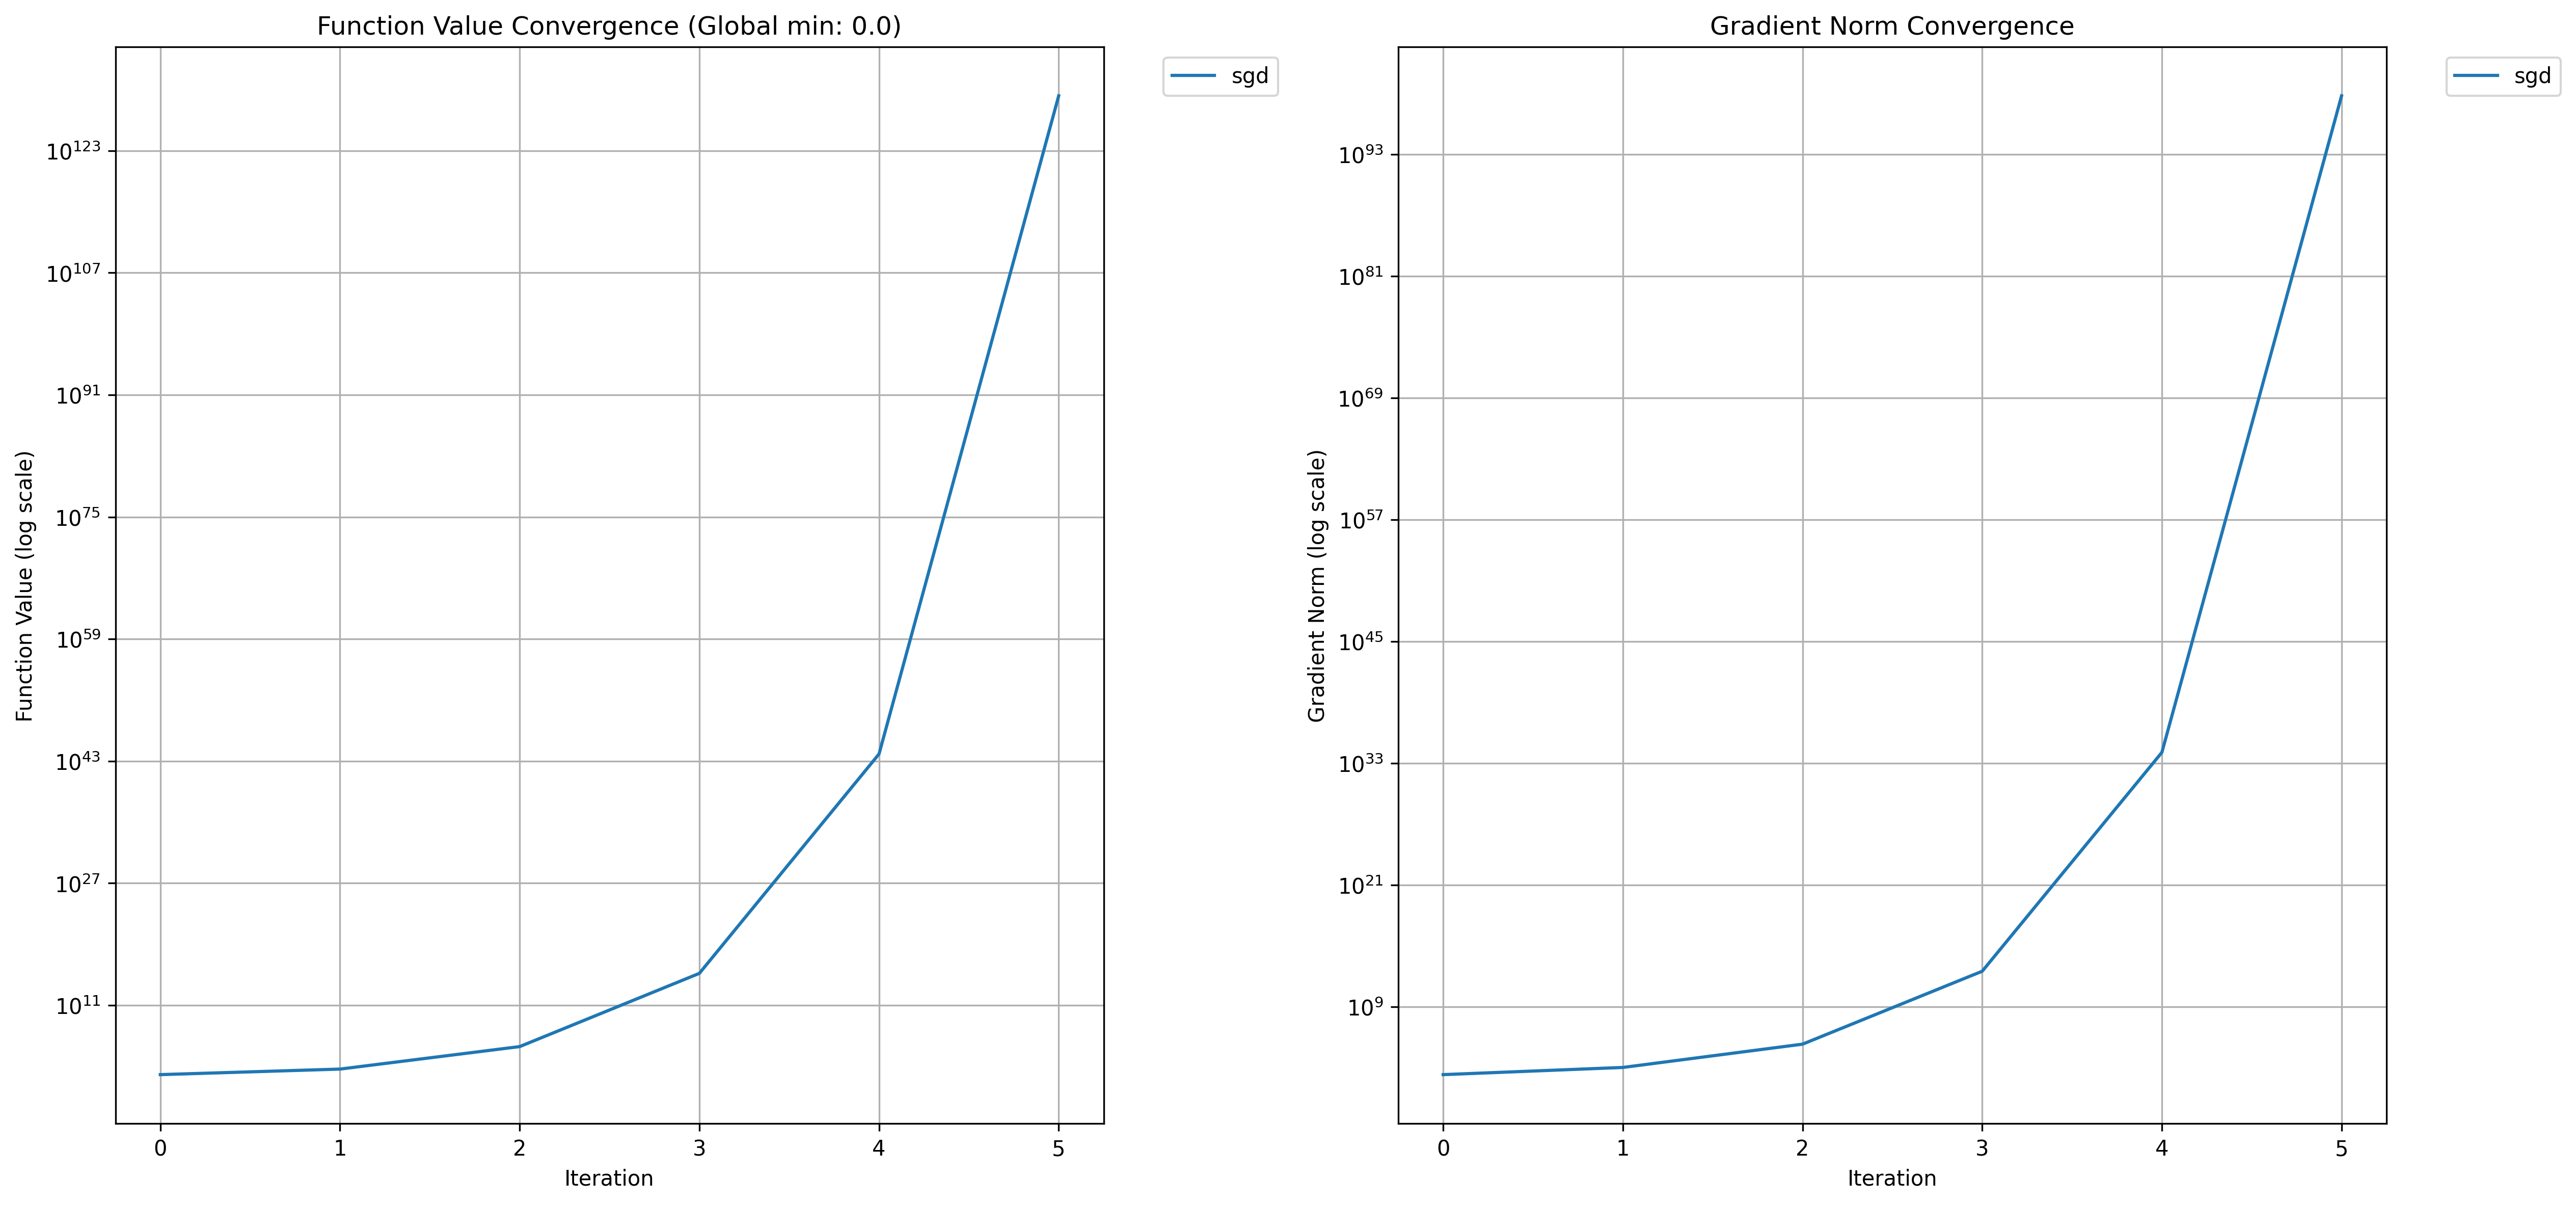 Function Value Convergence (Global min: 0.0)
sgd
Function Value (log scale)
10^123
10^107
10^91
10^75
10^59
10^43
10^27
10^11
0 1 2 3 4 5
Iteration
Gradient Norm Convergence
sgd
Gradient Norm (log scale)
10^93
10^81
10^69
10^57
10^45
10^33
10^21
10^9
0 1 2 3 4 5
Iteration